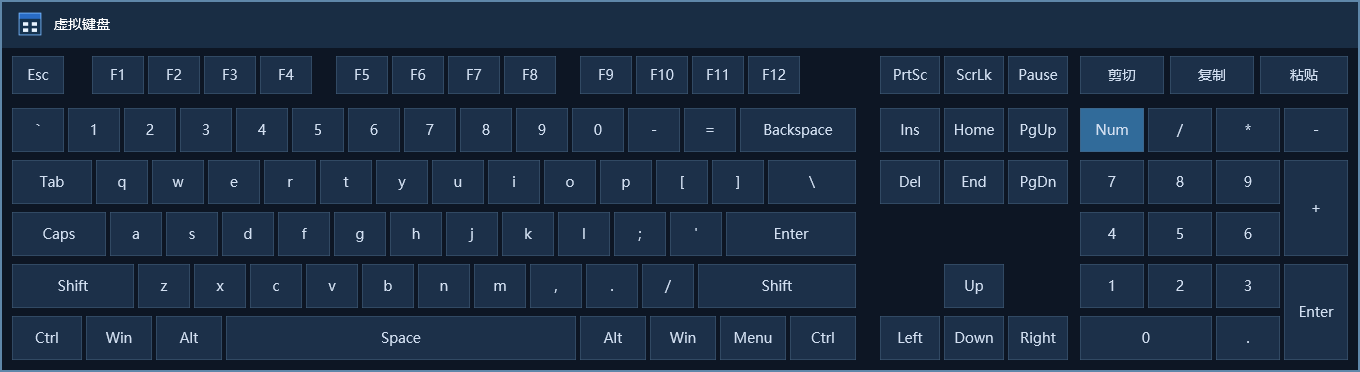 虚拟键盘
Esc F1 F2 F3 F4 F5 F6 F7 F8 F9 F10 F11 F12 PrtSc ScrLk Pause 剪切 复制 粘贴
` 1 2 3 4 5 6 7 8 9 0 - = Backspace Ins Home PgUp Num / * -
Tab q w e r t y u i o p [ ] \ Del End PgDn 7 8 9 +
Caps a s d f g h j k l ; ' Enter 4 5 6
Shift z x c v b n m , . / Shift Up 1 2 3 Enter
Ctrl Win Alt Space Alt Win Menu Ctrl Left Down Right 0 .